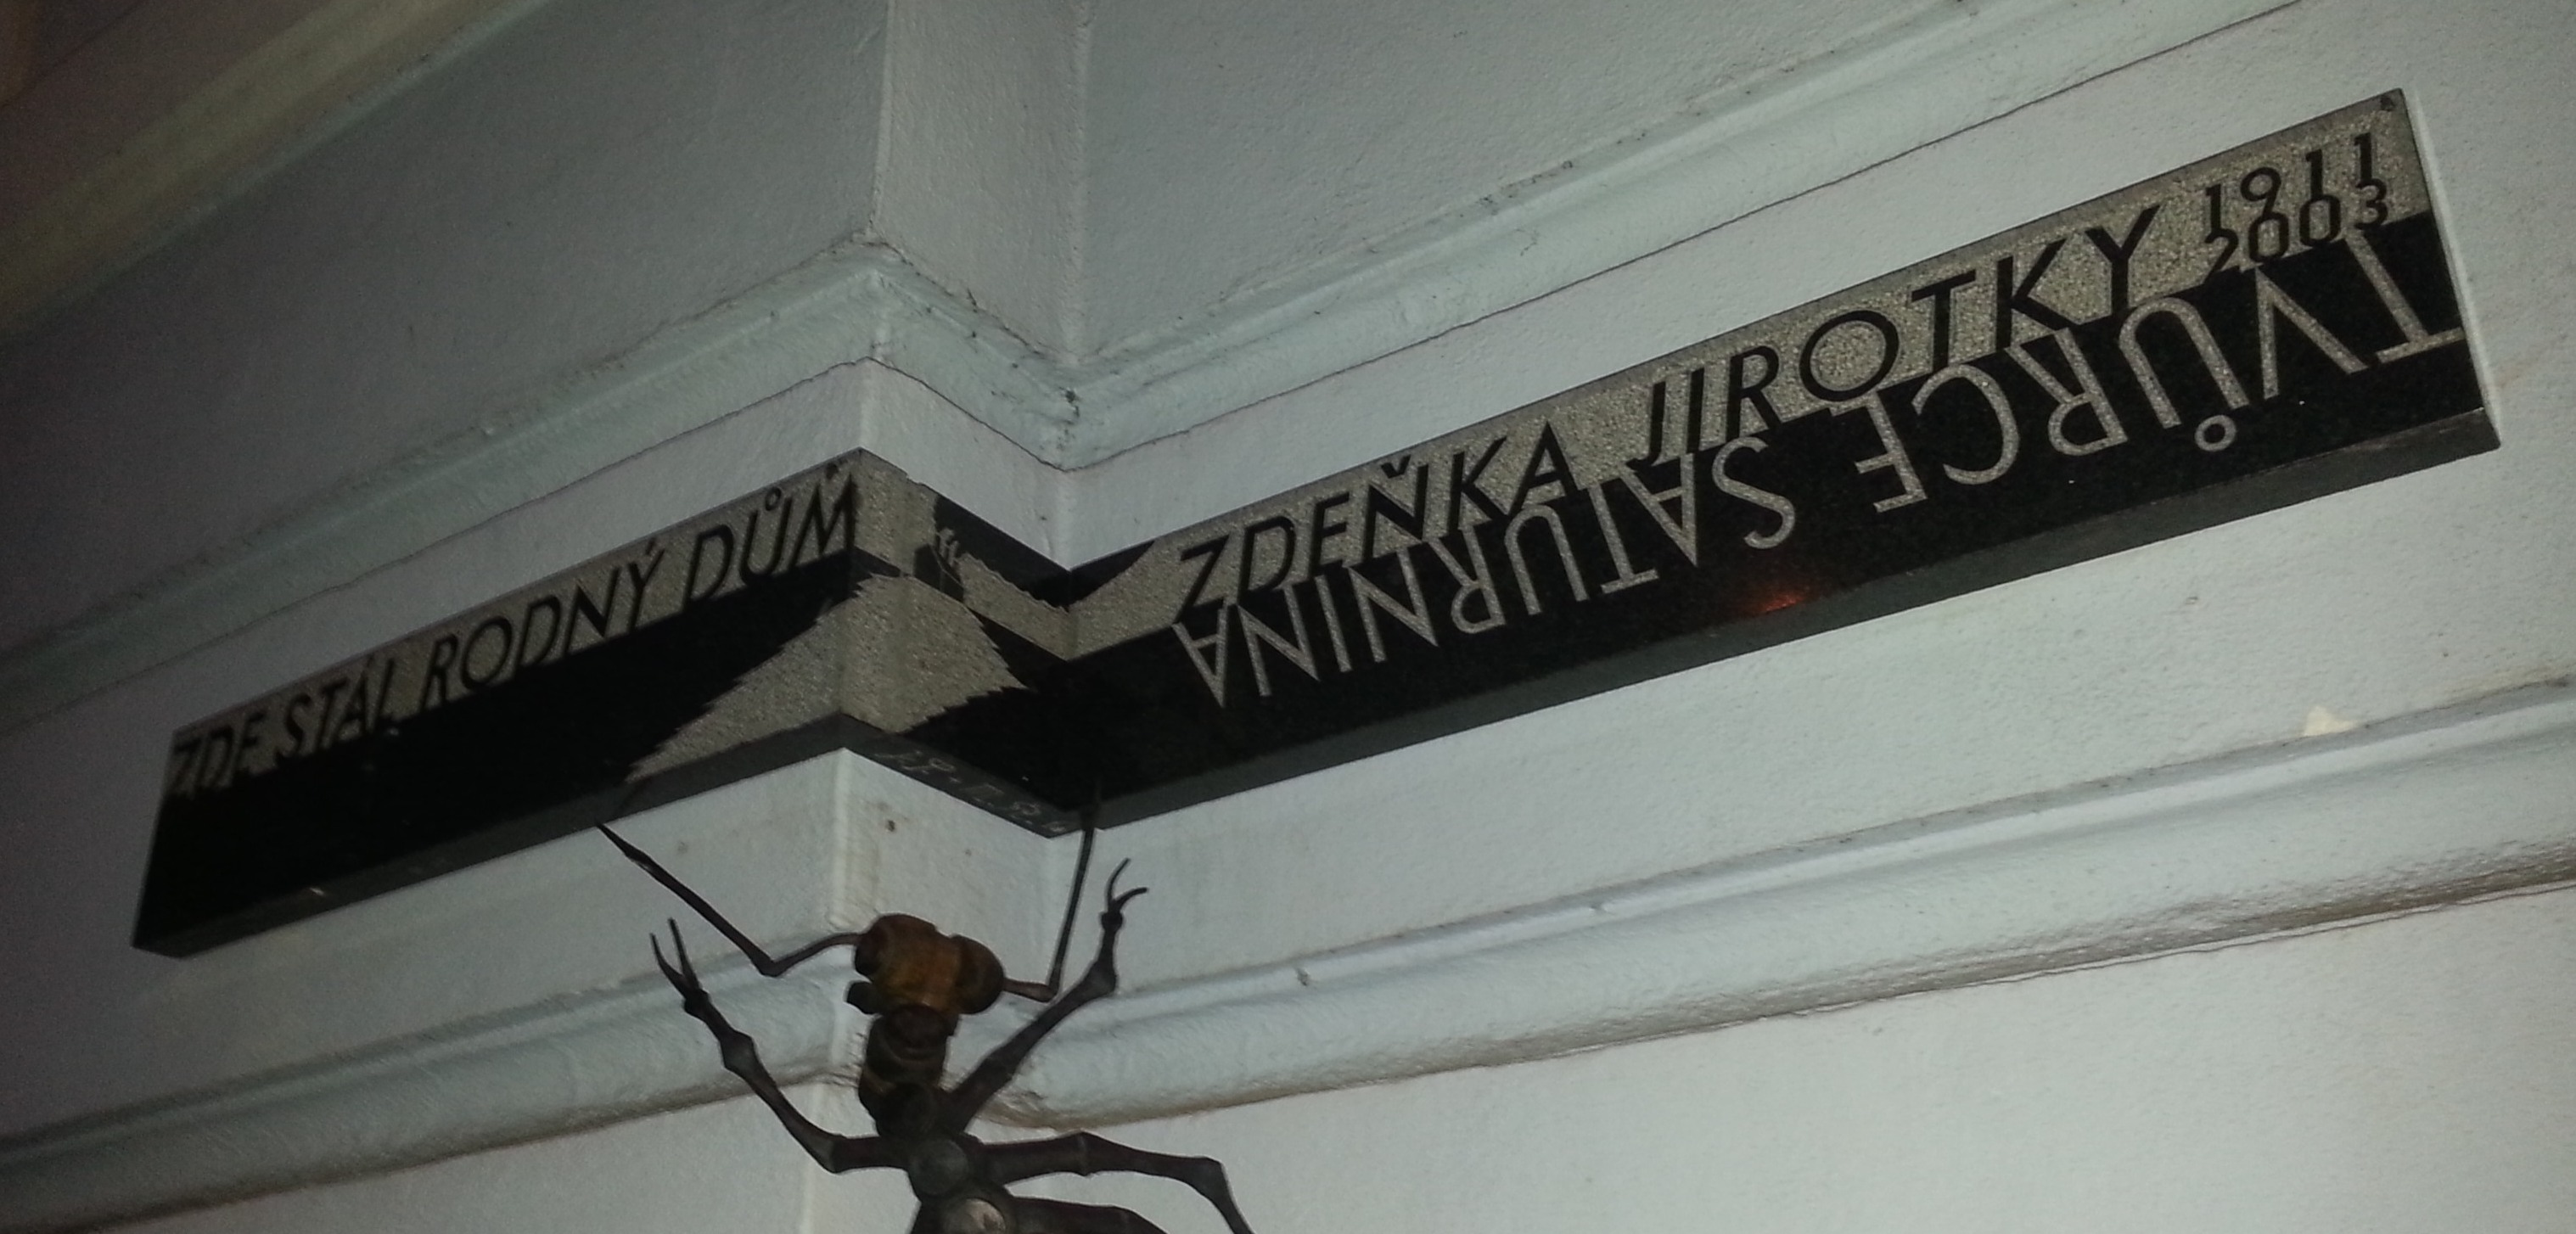 ZDE STÁL RODNÝ DŮM
ZDEŇKA JIROTKY
1911
2003
TVŮRCE SATURNINA